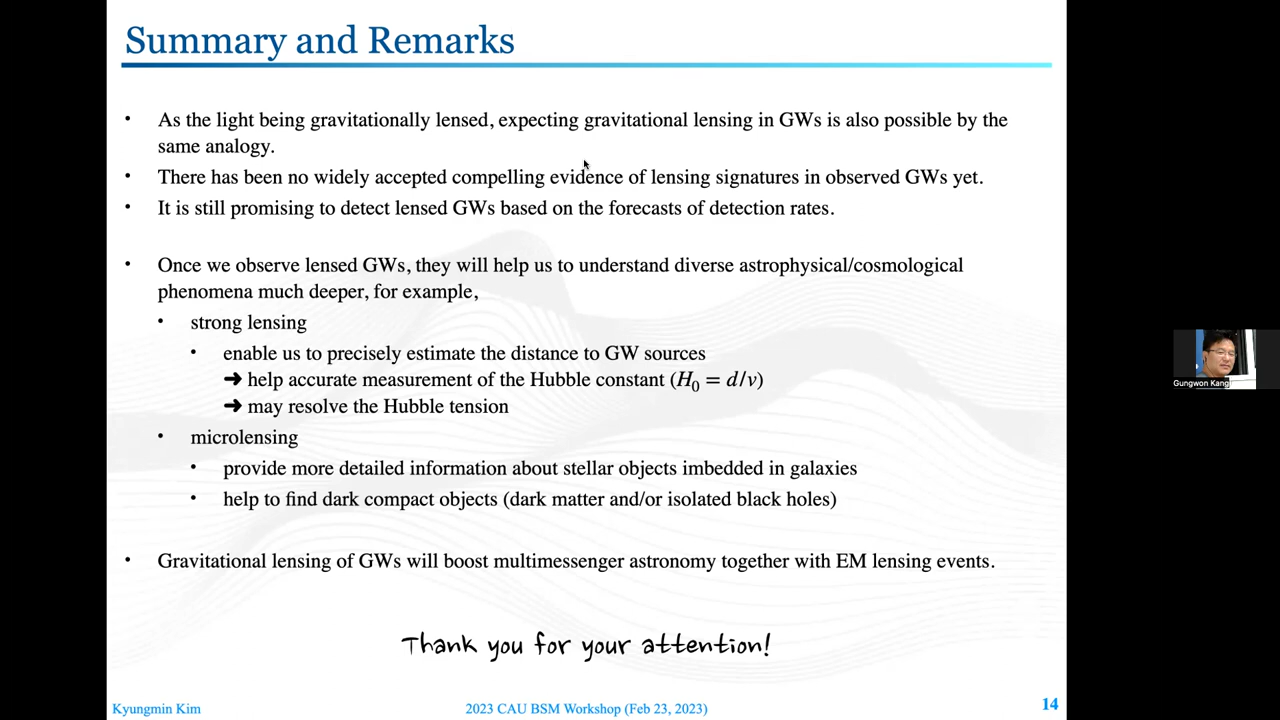 Summary and Remarks
• As the light being gravitationally lensed, expecting gravitational lensing in GWs is also possible by the
same analogy.
• There has been no widely accepted compelling evidence of lensing signatures in observed GWs yet.
• It is still promising to detect lensed GWs based on the forecasts of detection rates.
• Once we observe lensed GWs, they will help us to understand diverse astrophysical/cosmological
phenomena much deeper, for example,
• strong lensing
• enable us to precisely estimate the distance to GW sources
➜ help accurate measurement of the Hubble constant (H₀ = d/v)
➜ may resolve the Hubble tension
• microlensing
• provide more detailed information about stellar objects imbedded in galaxies
• help to find dark compact objects (dark matter and/or isolated black holes)
• Gravitational lensing of GWs will boost multimessenger astronomy together with EM lensing events.
Thank you for your attention!
Kyungmin Kim
2023 CAU BSM Workshop (Feb 23, 2023)
14
Gungwon Kang